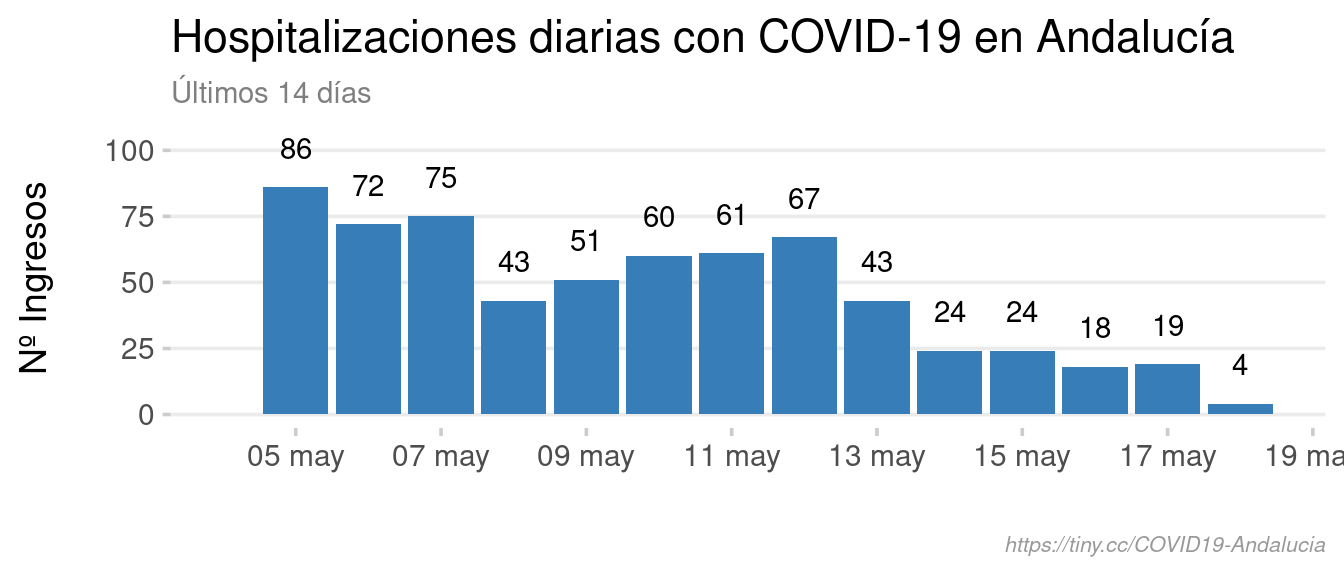 Hospitalizaciones diarias con COVID-19 en Andalucía
Últimos 14 días
Nº Ingresos
100
75
50
25
0
86
72
75
43
51
60
61
67
43
24
24
18
19
4
05 may
07 may
09 may
11 may
13 may
15 may
17 may
19 ma
https://tiny.cc/COVID19-Andalucia